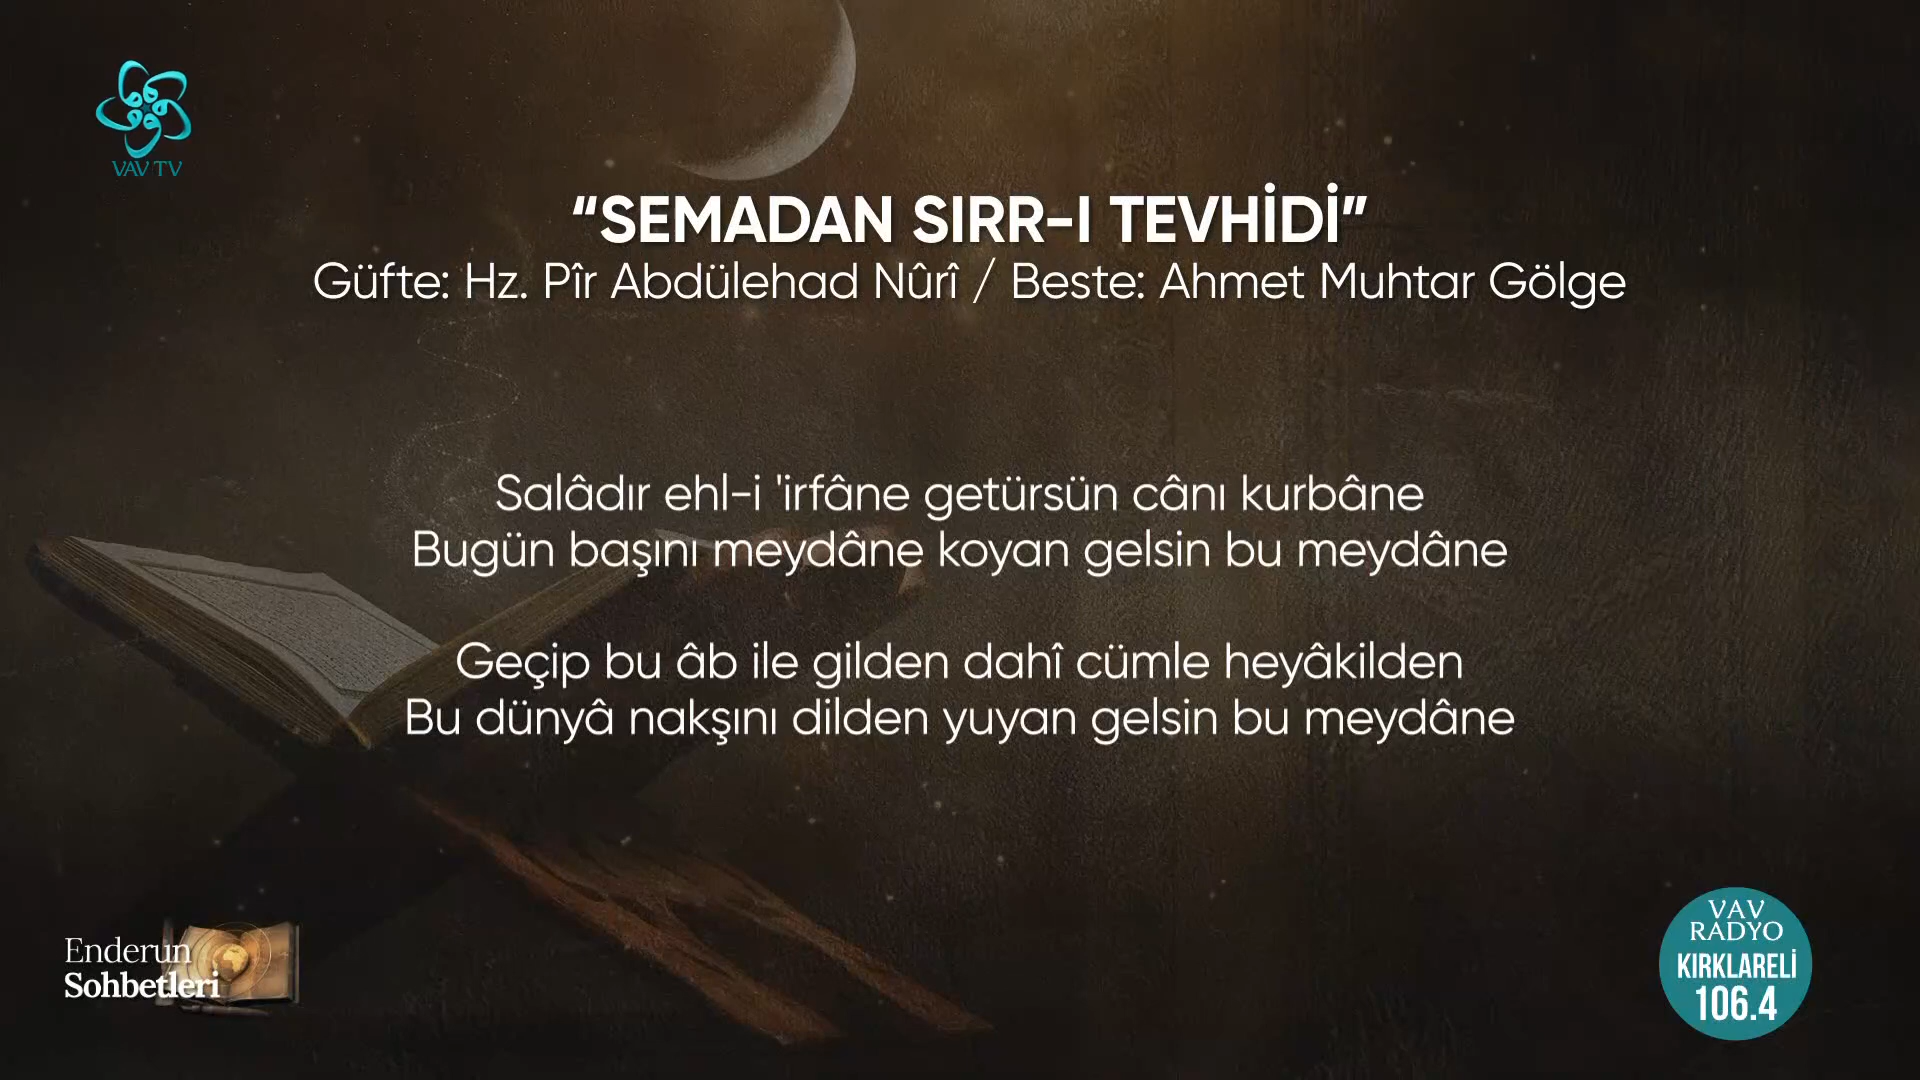 VAV TV
“SEMADAN SIRR-I TEVHİDİ”
Güfte: Hz. Pîr Abdülehad Nûrî / Beste: Ahmet Muhtar Gölge
Salâdır ehl-i 'irfâne getürsün cânı kurbâne
Bugün başını meydâne koyan gelsin bu meydâne
Geçip bu âb ile gilden dahî cümle heyâkilden
Bu dünyâ nakşını dilden yuyan gelsin bu meydâne
Enderun
Sohbetleri
VAV
RADYO
KIRKLARELİ
106.4